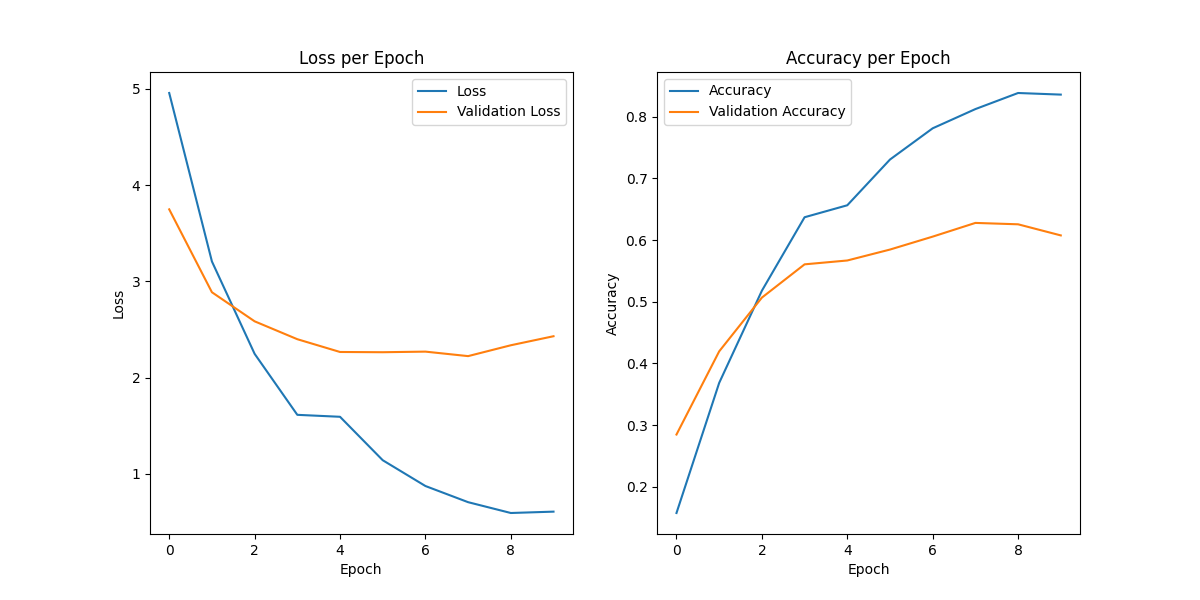 Loss per Epoch
Loss
Validation Loss
5
4
3
2
1
Loss
0 2 4 6 8
Epoch
Accuracy per Epoch
Accuracy
Validation Accuracy
0.8
0.7
0.6
0.5
0.4
0.3
0.2
Accuracy
0 2 4 6 8
Epoch